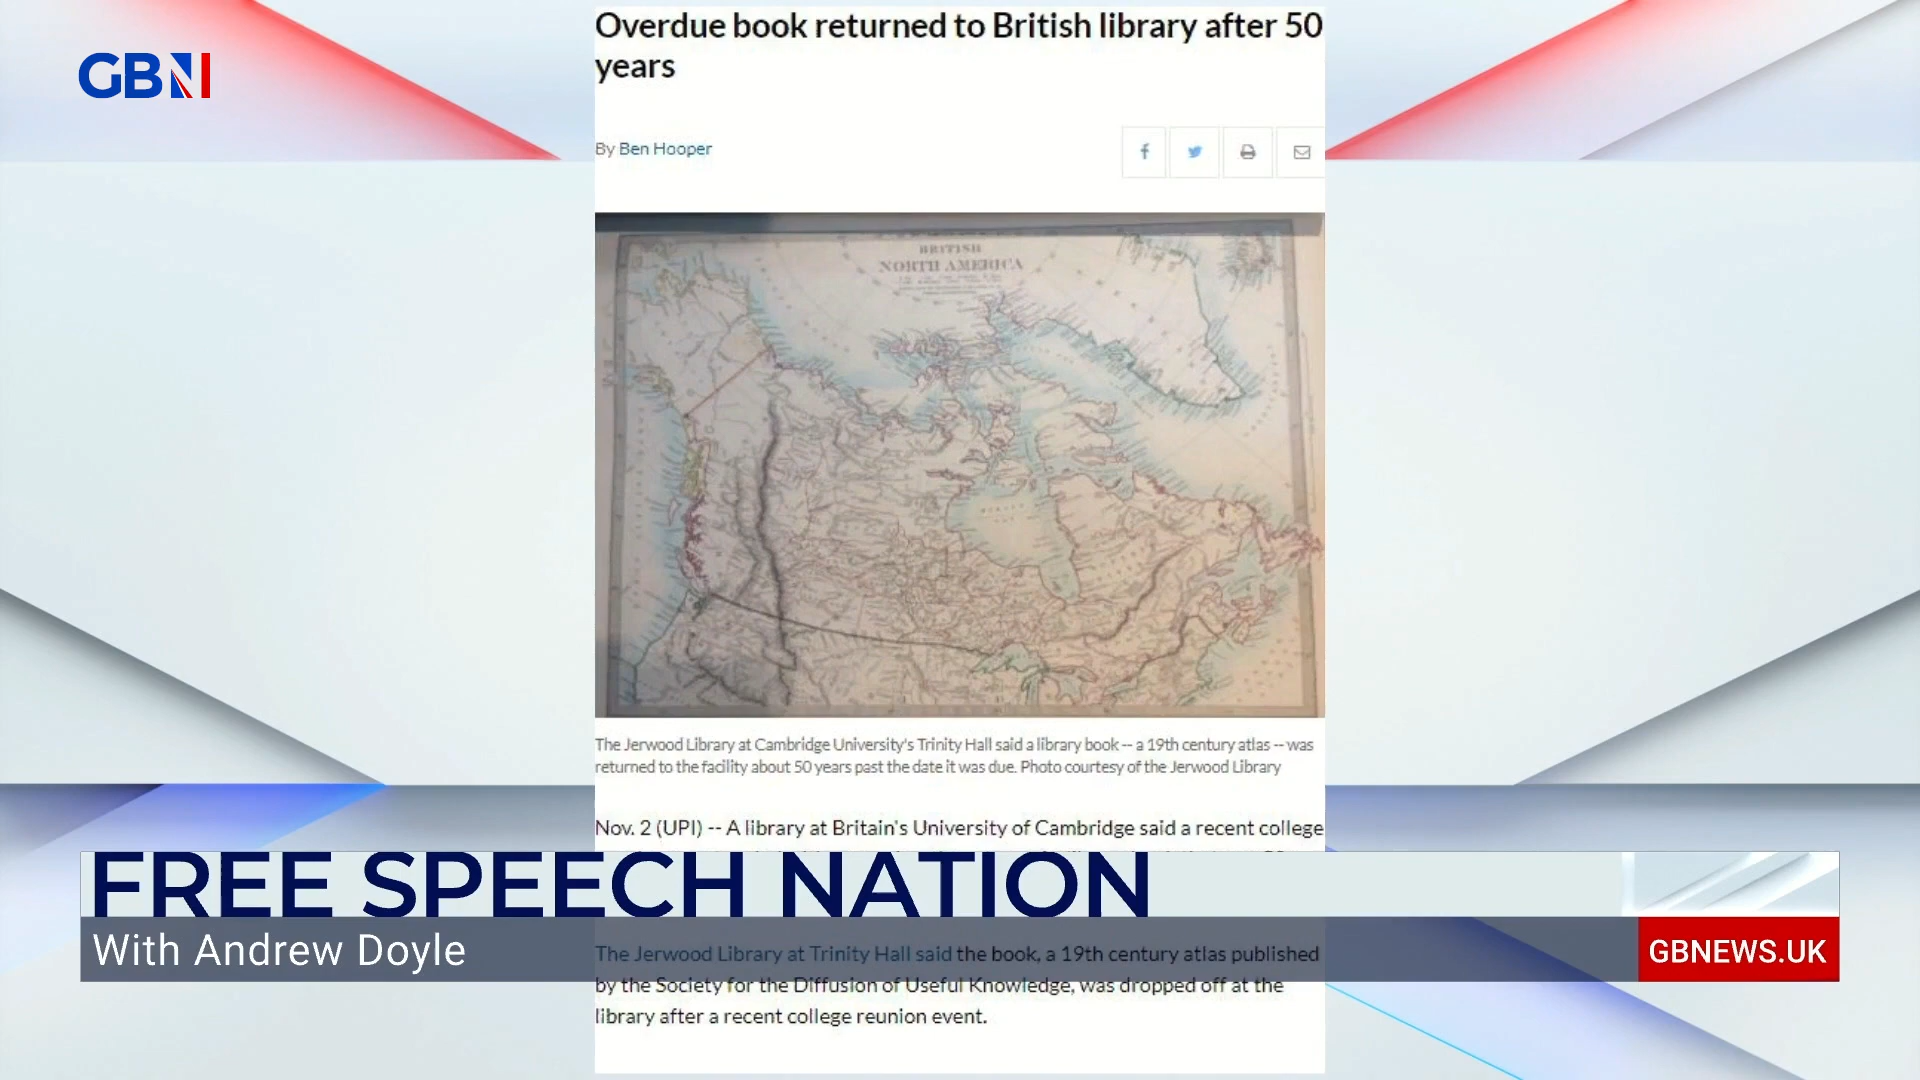 GBN
Overdue book returned to British library after 50
years
By Ben Hooper
BRITISH
NORTH AMERICA
The Jerwood Library at Cambridge University's Trinity Hall said a library book -- a 19th century atlas -- was
returned to the facility about 50 years past the date it was due. Photo courtesy of the Jerwood Library
Nov. 2 (UPI) -- A library at Britain's University of Cambridge said a recent college
FREE SPEECH NATION
With Andrew Doyle
GBNEWS.UK
The Jerwood Library at Trinity Hall said the book, a 19th century atlas published
by the Society for the Diffusion of Useful Knowledge, was dropped off at the
library after a recent college reunion event.